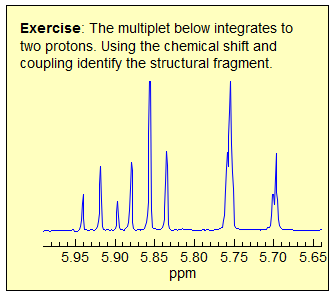 Exercise: The multiplet below integrates to
two protons. Using the chemical shift and
coupling identify the structural fragment.
5.95 5.90 5.85 5.80 5.75 5.70 5.65
ppm